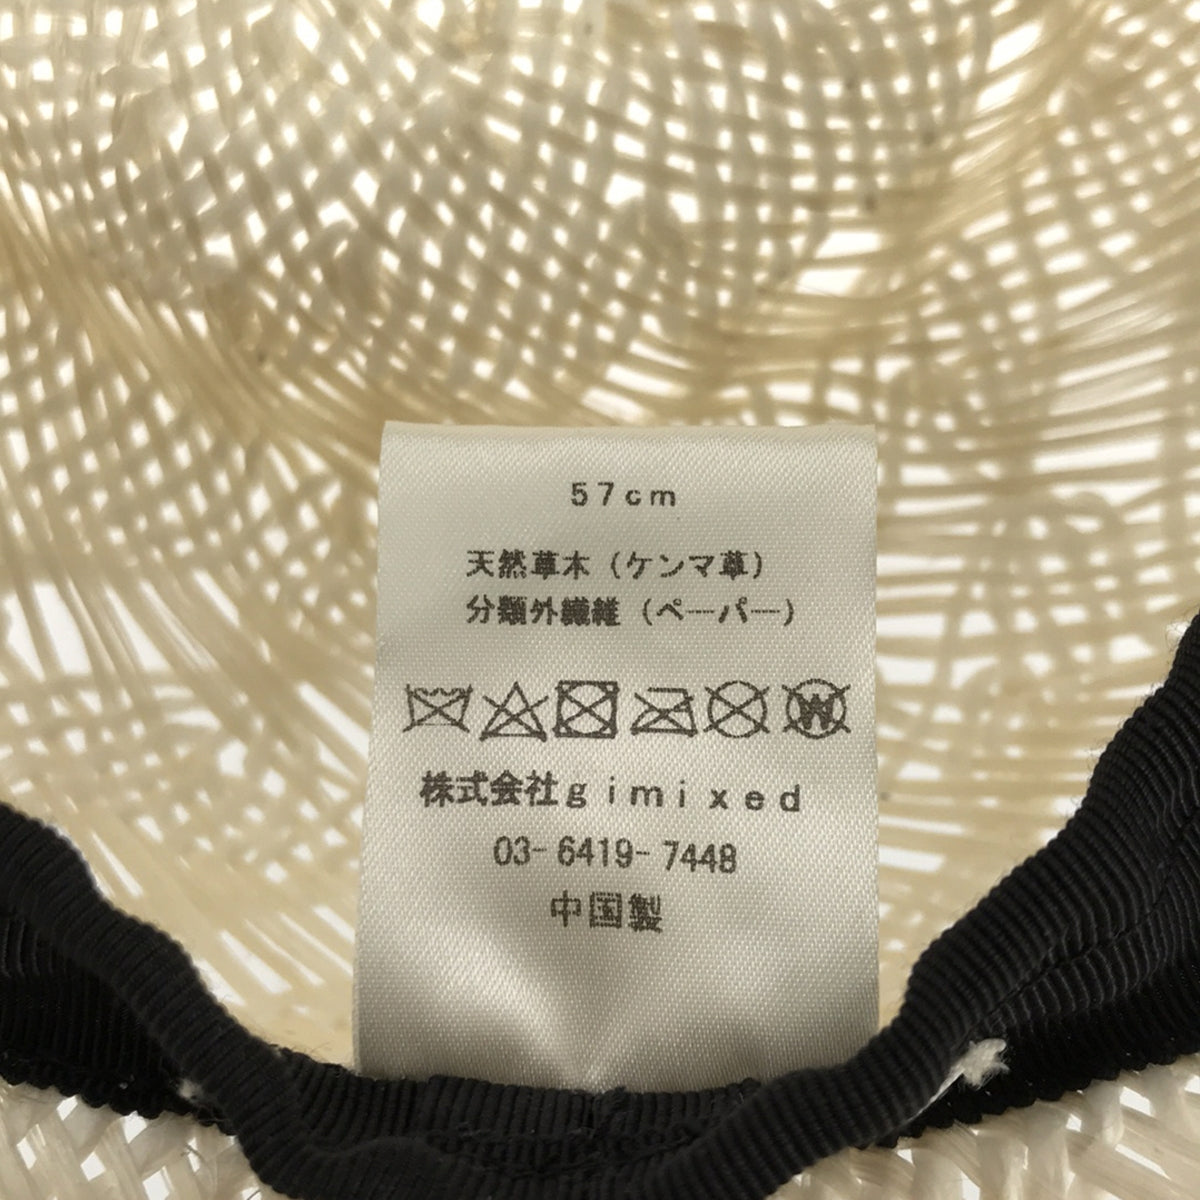 57cm
天然草木（ケンマ草）
分類外繊維（ペーパー）
W
株式会社gimixed
03-6419-7448
中国製